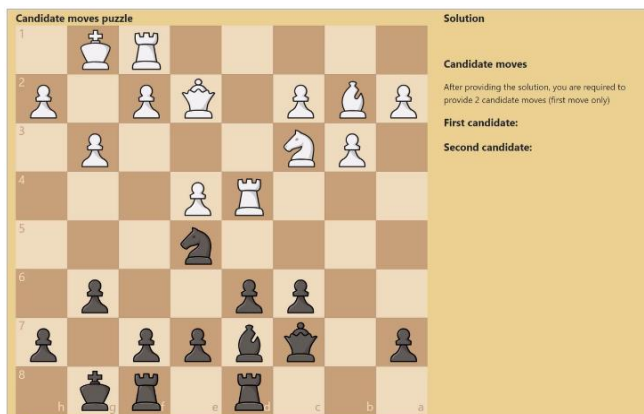 Candidate moves puzzle
1
2
3
4
5
6
7
8
h
g
f
e
d
c
b
a
Solution
Candidate moves
After providing the solution, you are required to
provide 2 candidate moves (first move only)
First candidate:
Second candidate: